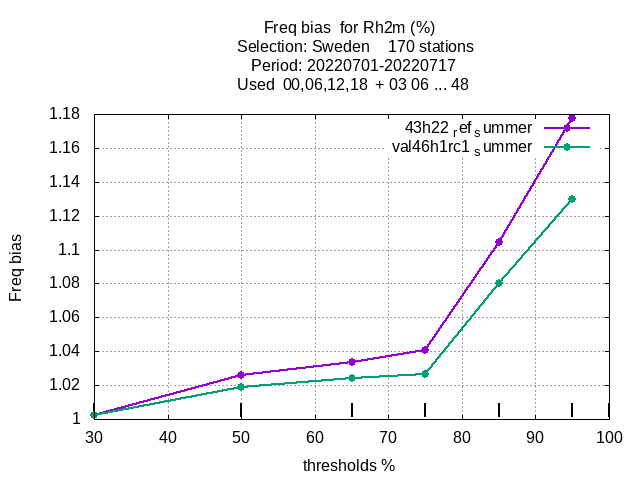 Freq bias  for Rh2m (%)
Selection: Sweden    170 stations
Period: 20220701-20220717
Used  00,06,12,18  + 03 06 ... 48
43h22 ref summer
val46h1rc1 summer
1.18
1.16
1.14
1.12
1.1
1.08
1.06
1.04
1.02
1
Freq bias
30 40 50 60 70 80 90 100
thresholds %